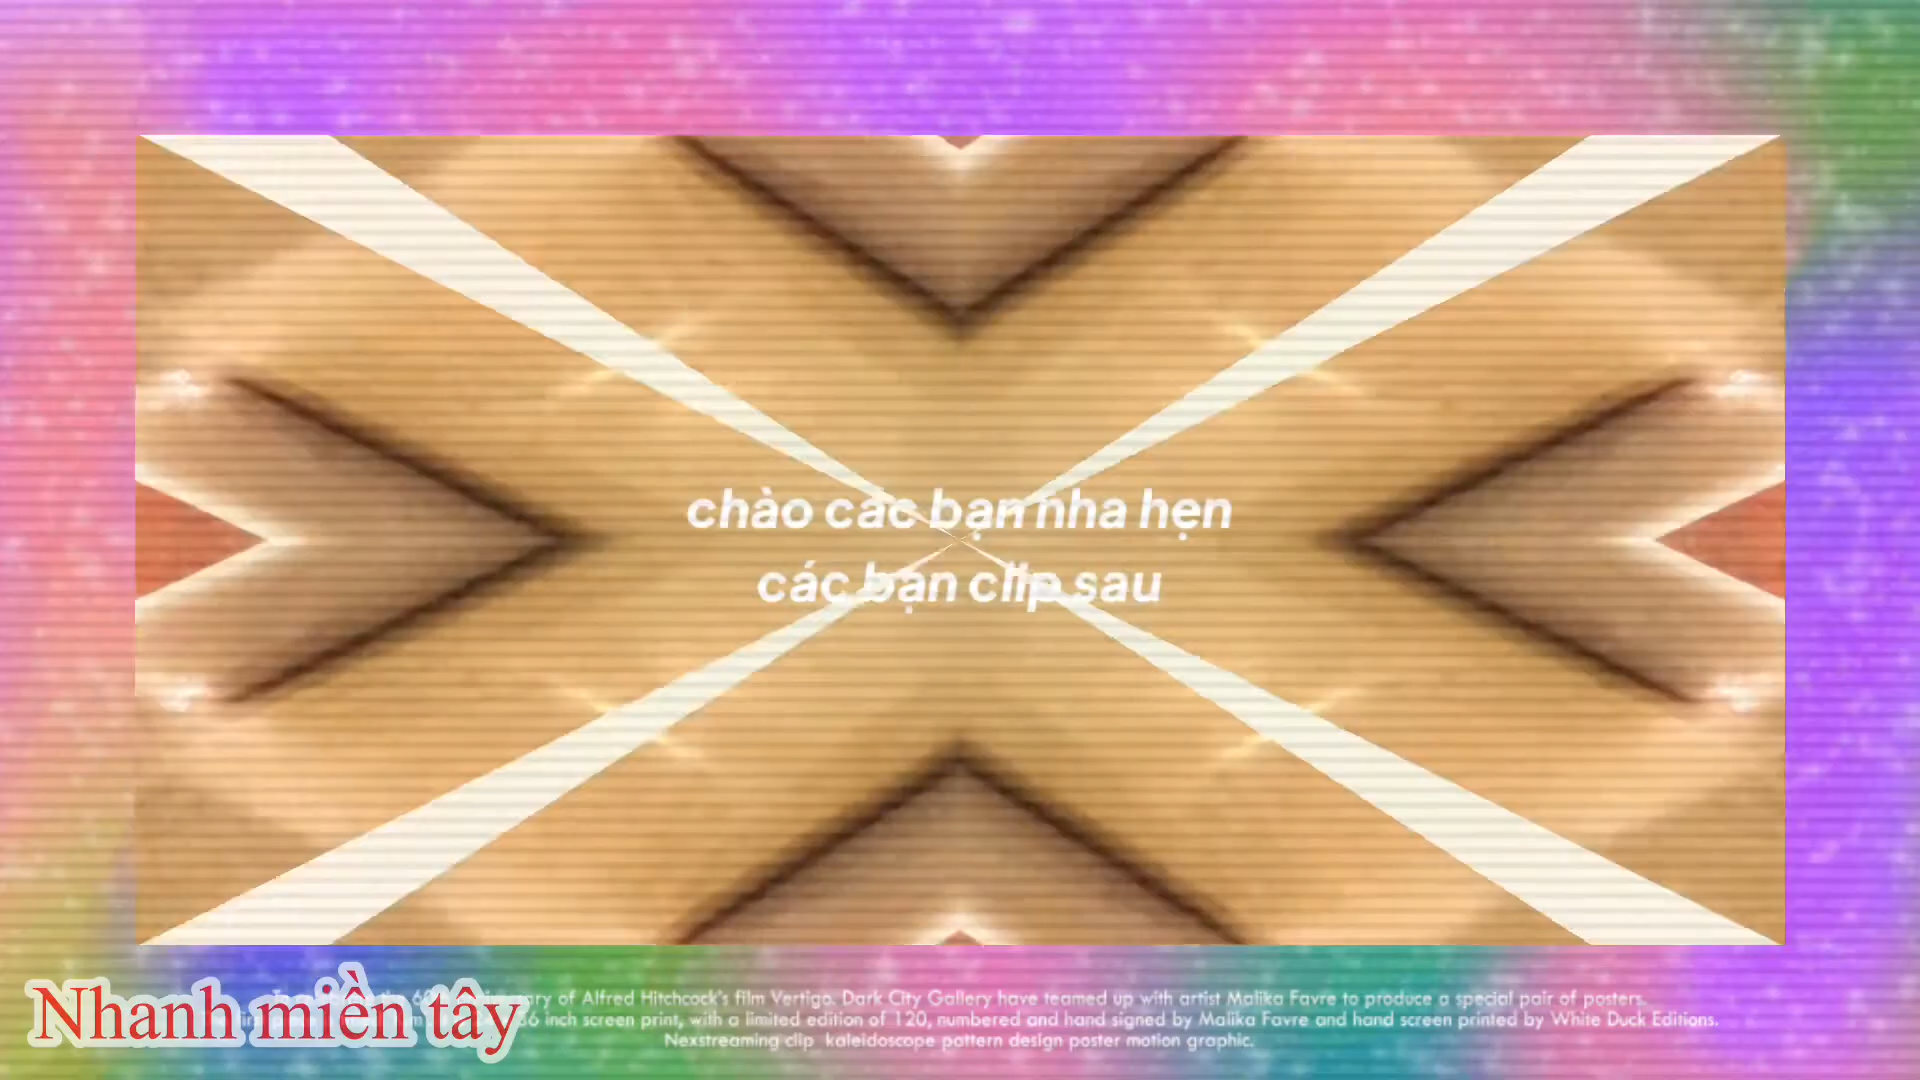 chào các bạn nha hẹn
các bạn clip sau
Nhanh miền tây
ary of Alfred Hitchcock's film Vertigo. Dark City Gallery have teamed up with artist Malika Favre to produce a special pair of posters.
36 inch screen print, with a limited edition of 120, numbered and hand signed by Malika Favre and hand screen printed by White Duck Editions.
Nexstreaming clip kaleidoscope pattern design poster motion graphic.